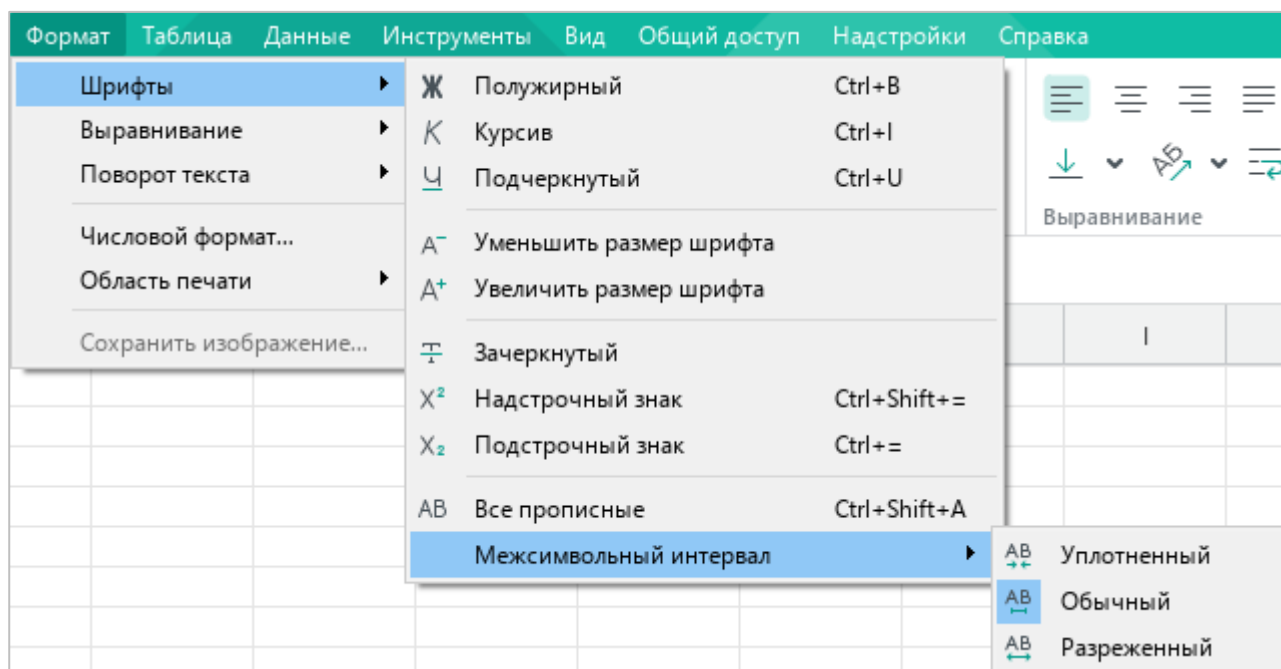 Формат Таблица Данные Инструменты Вид Общий доступ Надстройки Справка
Шрифты
Выравнивание
Поворот текста
Числовой формат...
Область печати
Сохранить изображение...
Ж Полужирный Ctrl+B
К Курсив Ctrl+I
Ч Подчеркнутый Ctrl+U
A⁻ Уменьшить размер шрифта
A⁺ Увеличить размер шрифта
Т Зачеркнутый
X² Надстрочный знак Ctrl+Shift+=
X₂ Подстрочный знак Ctrl+=
AB Все прописные Ctrl+Shift+A
Межсимвольный интервал
AB Уплотненный
AB Обычный
AB Разреженный
АБ
Выравнивание
I